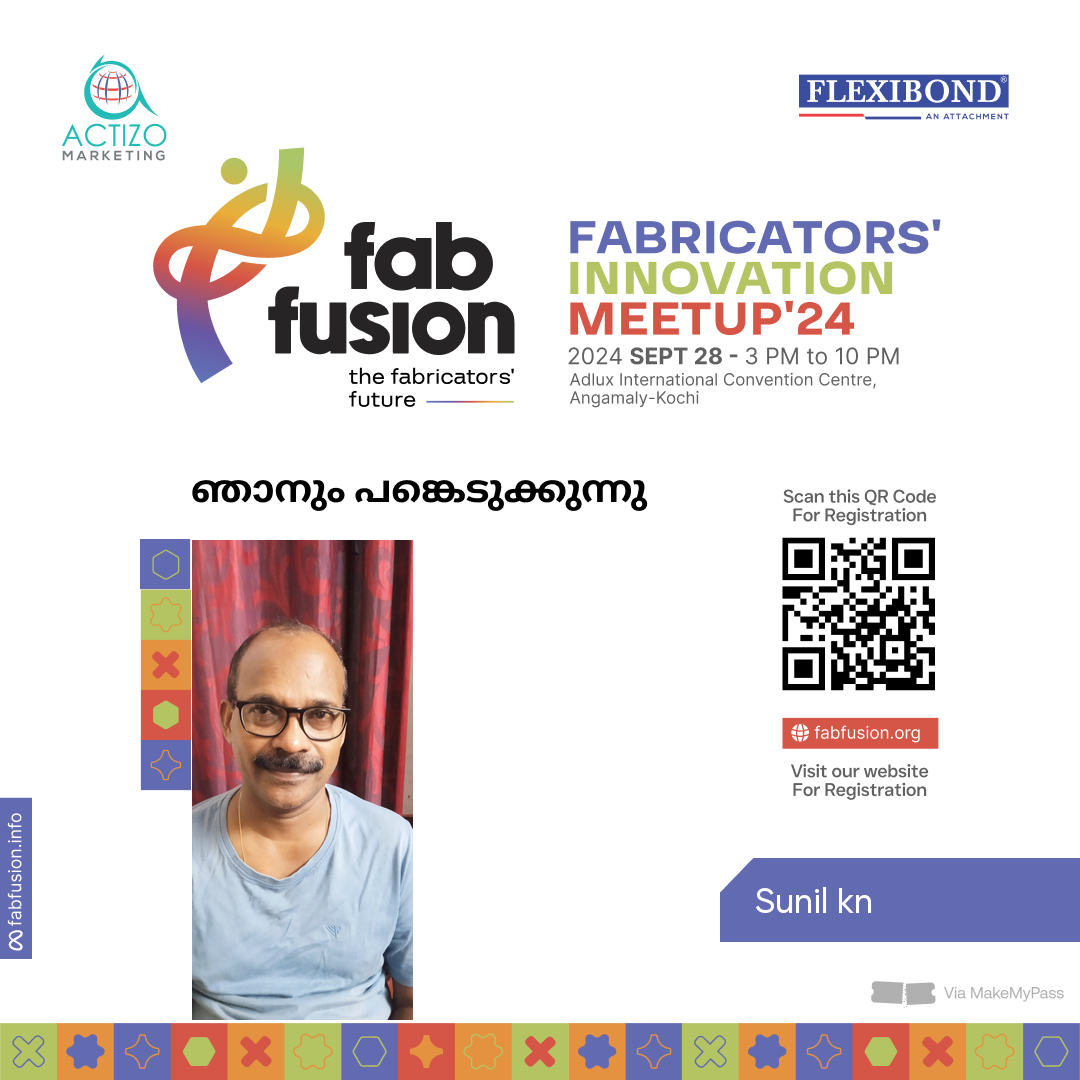 ACTIZO
MARKETING
FLEXIBOND®
AN ATTACHMENT
fab
fusion
the fabricators'
future
FABRICATORS'
INNOVATION
MEETUP'24
2024 SEPT 28 - 3 PM to 10 PM
Adlux International Convention Centre,
Angamaly-Kochi
ഞാനും പങ്കെടുക്കുന്നു
Scan this QR Code
For Registration
fabfusion.org
Visit our website
For Registration
fabfusion.info
Sunil kn
Via MakeMyPass